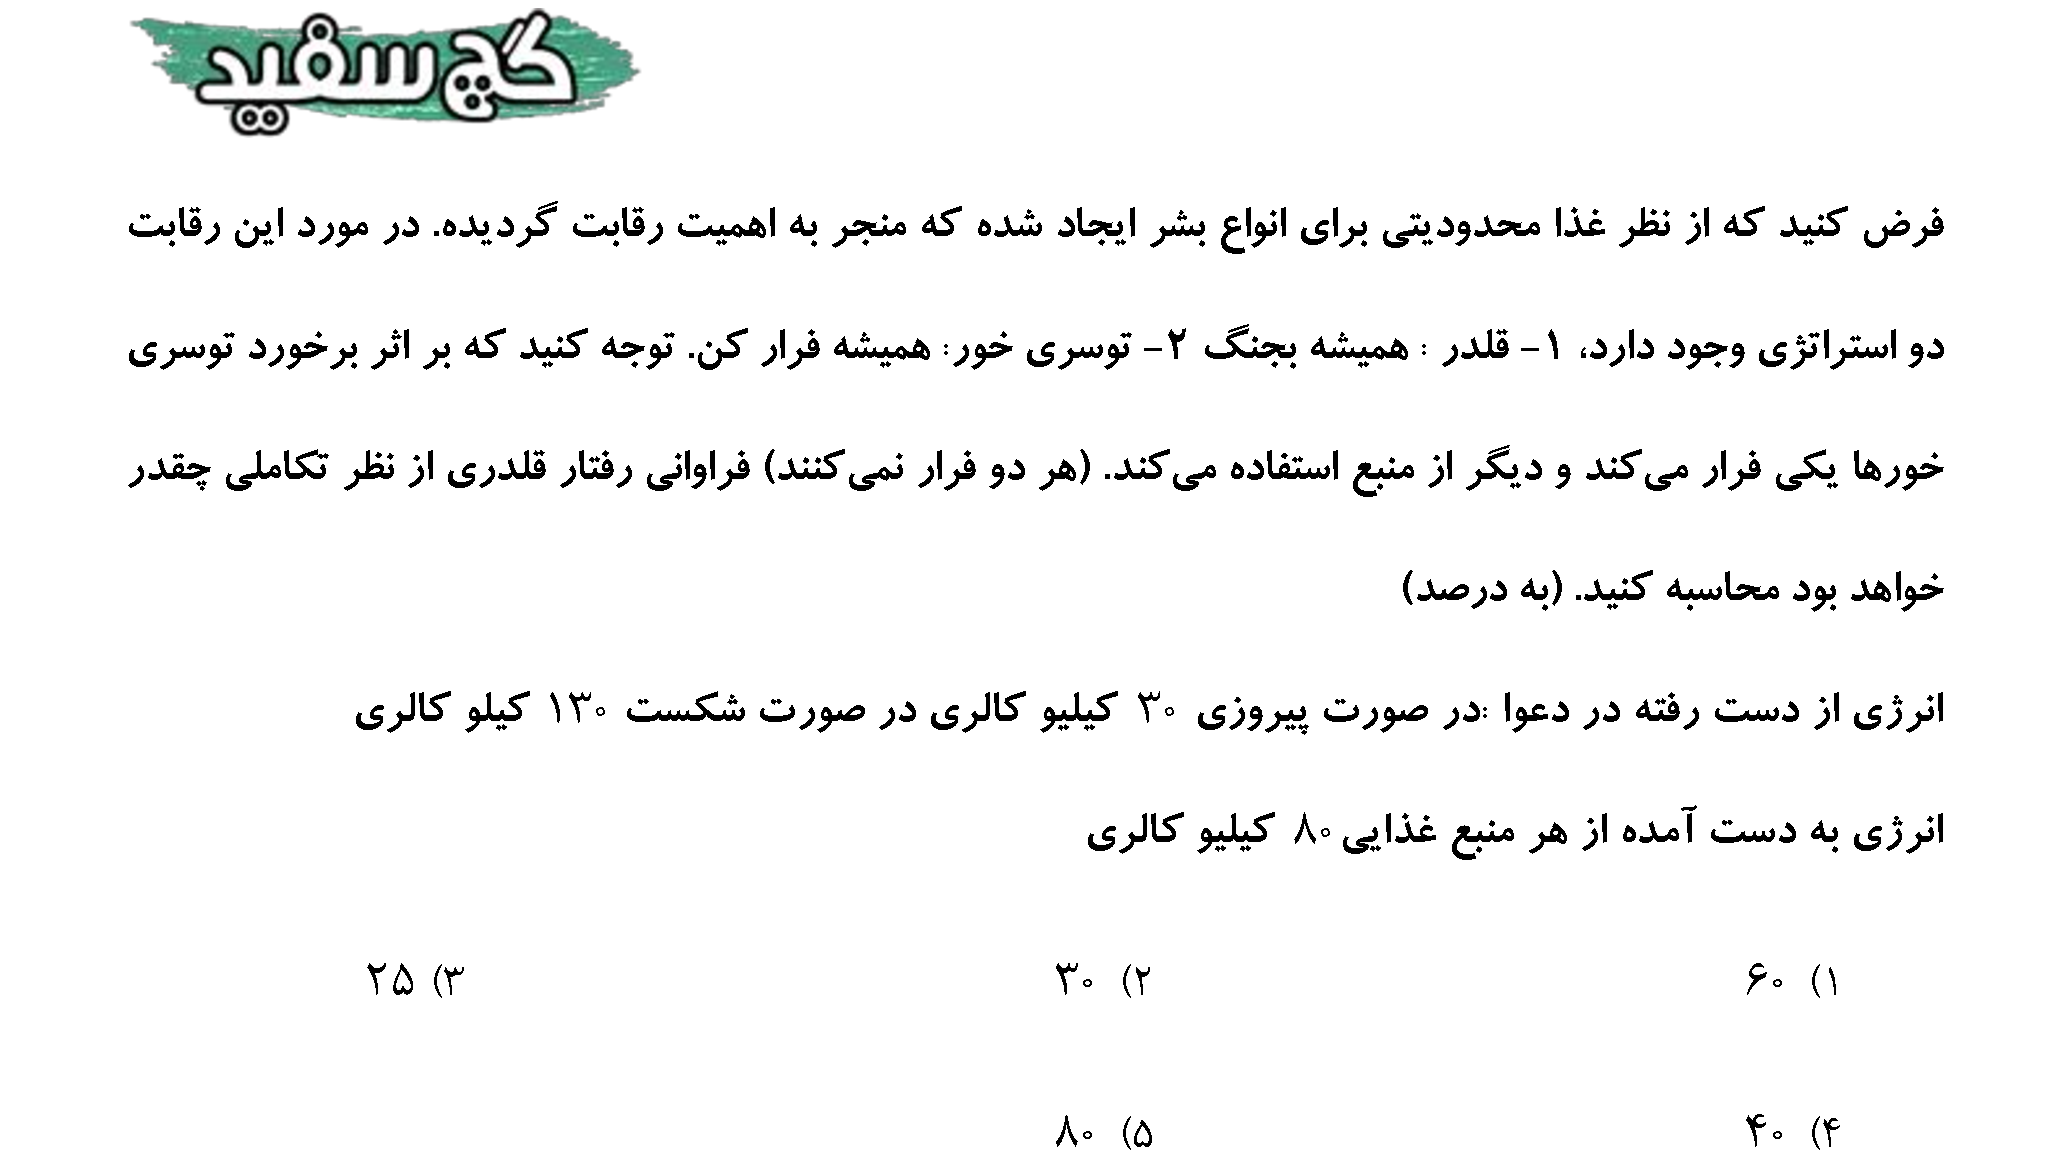 گچ سفید
فرض کنید که از نظر غذا محدودیتی برای انواع بشر ایجاد شده که منجر به اهمیت رقابت گردیده. در مورد این رقابت
دو استراتژی وجود دارد، ۱- قلدر : همیشه بجنگ ۲- توسری خور: همیشه فرار کن. توجه کنید که بر اثر برخورد توسری
خورها یکی فرار می‌کند و دیگر از منبع استفاده می‌کند. (هر دو فرار نمی‌کنند) فراوانی رفتار قلدری از نظر تکاملی چقدر
خواهد بود محاسبه کنید. (به درصد)
انرژی از دست رفته در دعوا :در صورت پیروزی ۳۰ کیلیو کالری در صورت شکست ۱۳۰ کیلو کالری
انرژی به دست آمده از هر منبع غذایی ۸۰ کیلیو کالری
۱) ۶۰ ۲) ۳۰ ۳) ۲۵
۴) ۴۰ ۵) ۸۰